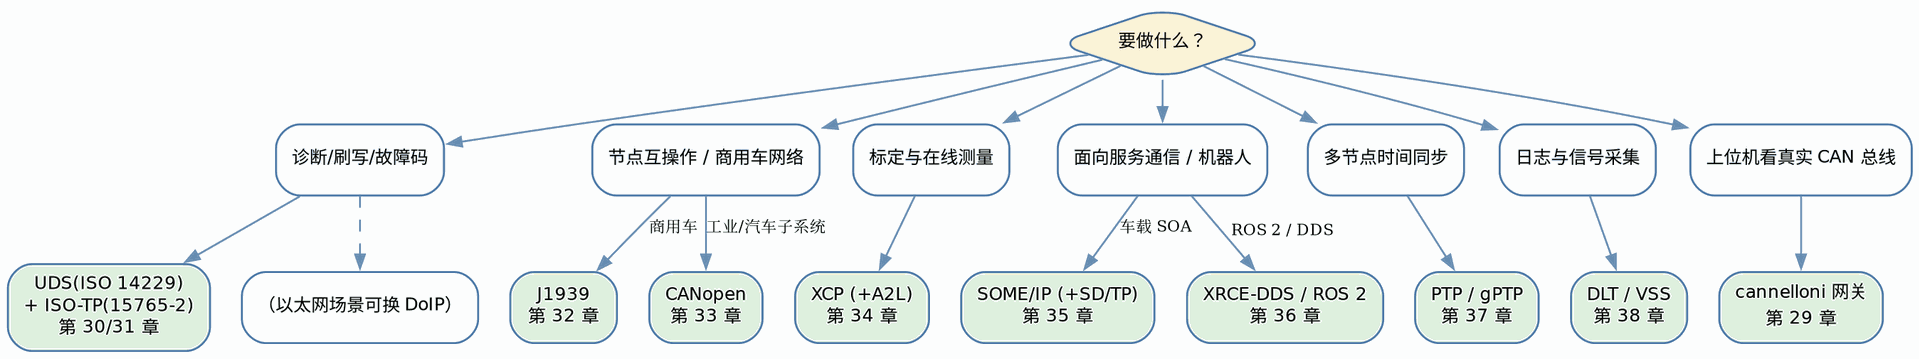 要做什么？
诊断/刷写/故障码
节点互操作 / 商用车网络
标定与在线测量
面向服务通信 / 机器人
多节点时间同步
日志与信号采集
上位机看真实 CAN 总线
商用车
工业/汽车子系统
车载 SOA
ROS 2 / DDS
UDS(ISO 14229)
+ ISO-TP(15765-2)
第 30/31 章
（以太网场景可换 DoIP）
J1939
第 32 章
CANopen
第 33 章
XCP (+A2L)
第 34 章
SOME/IP (+SD/TP)
第 35 章
XRCE-DDS / ROS 2
第 36 章
PTP / gPTP
第 37 章
DLT / VSS
第 38 章
cannelloni 网关
第 29 章